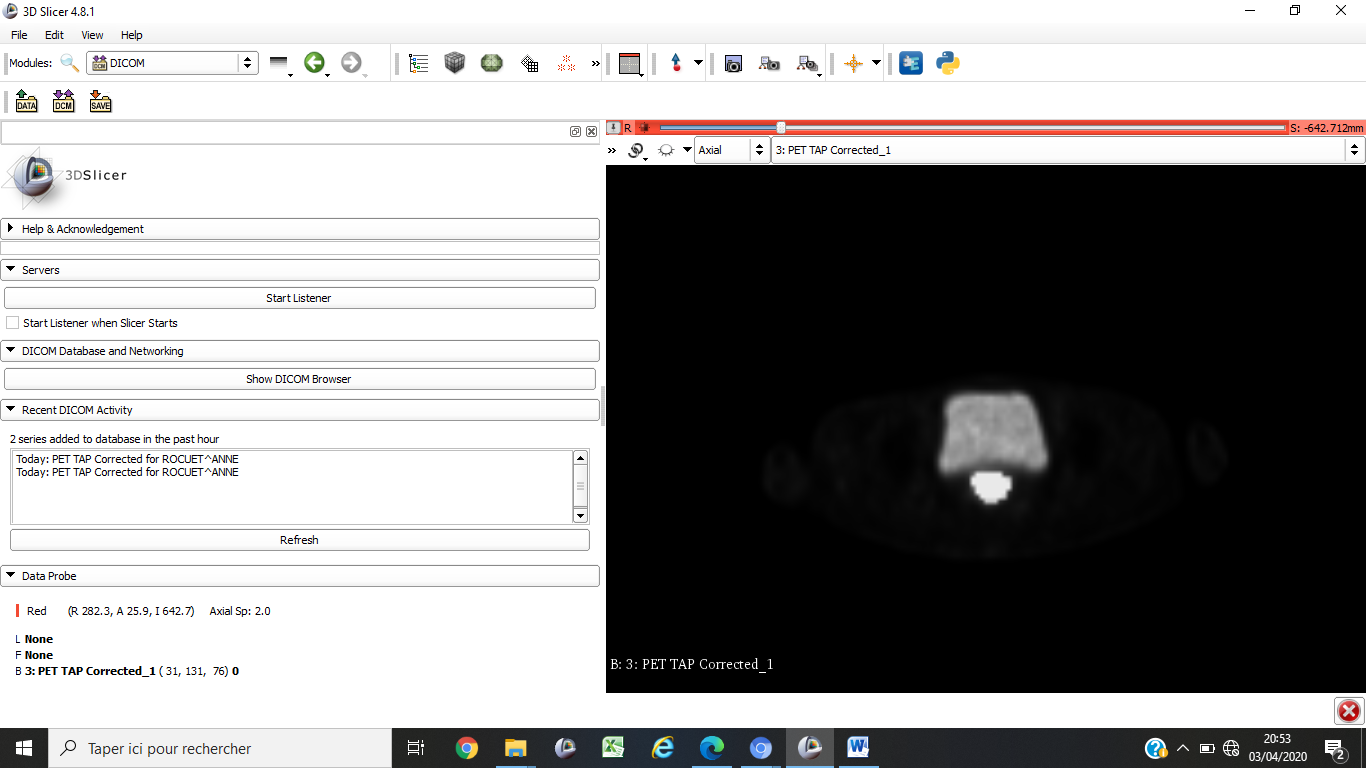 3D Slicer 4.8.1
File Edit View Help
Modules: DICOM
DATA DCM SAVE
R S: -642.712mm
Axial 3: PET TAP Corrected_1
3DSlicer
Help & Acknowledgement
Servers
Start Listener
Start Listener when Slicer Starts
DICOM Database and Networking
Show DICOM Browser
Recent DICOM Activity
2 series added to database in the past hour
Today: PET TAP Corrected for ROCUET^ANNE
Today: PET TAP Corrected for ROCUET^ANNE
Refresh
Data Probe
Red (R 282.3, A 25.9, I 642.7) Axial Sp: 2.0
L None
F None
B 3: PET TAP Corrected_1 ( 31, 131, 76) 0
B: 3: PET TAP Corrected_1
Taper ici pour rechercher
20:53
03/04/2020
2